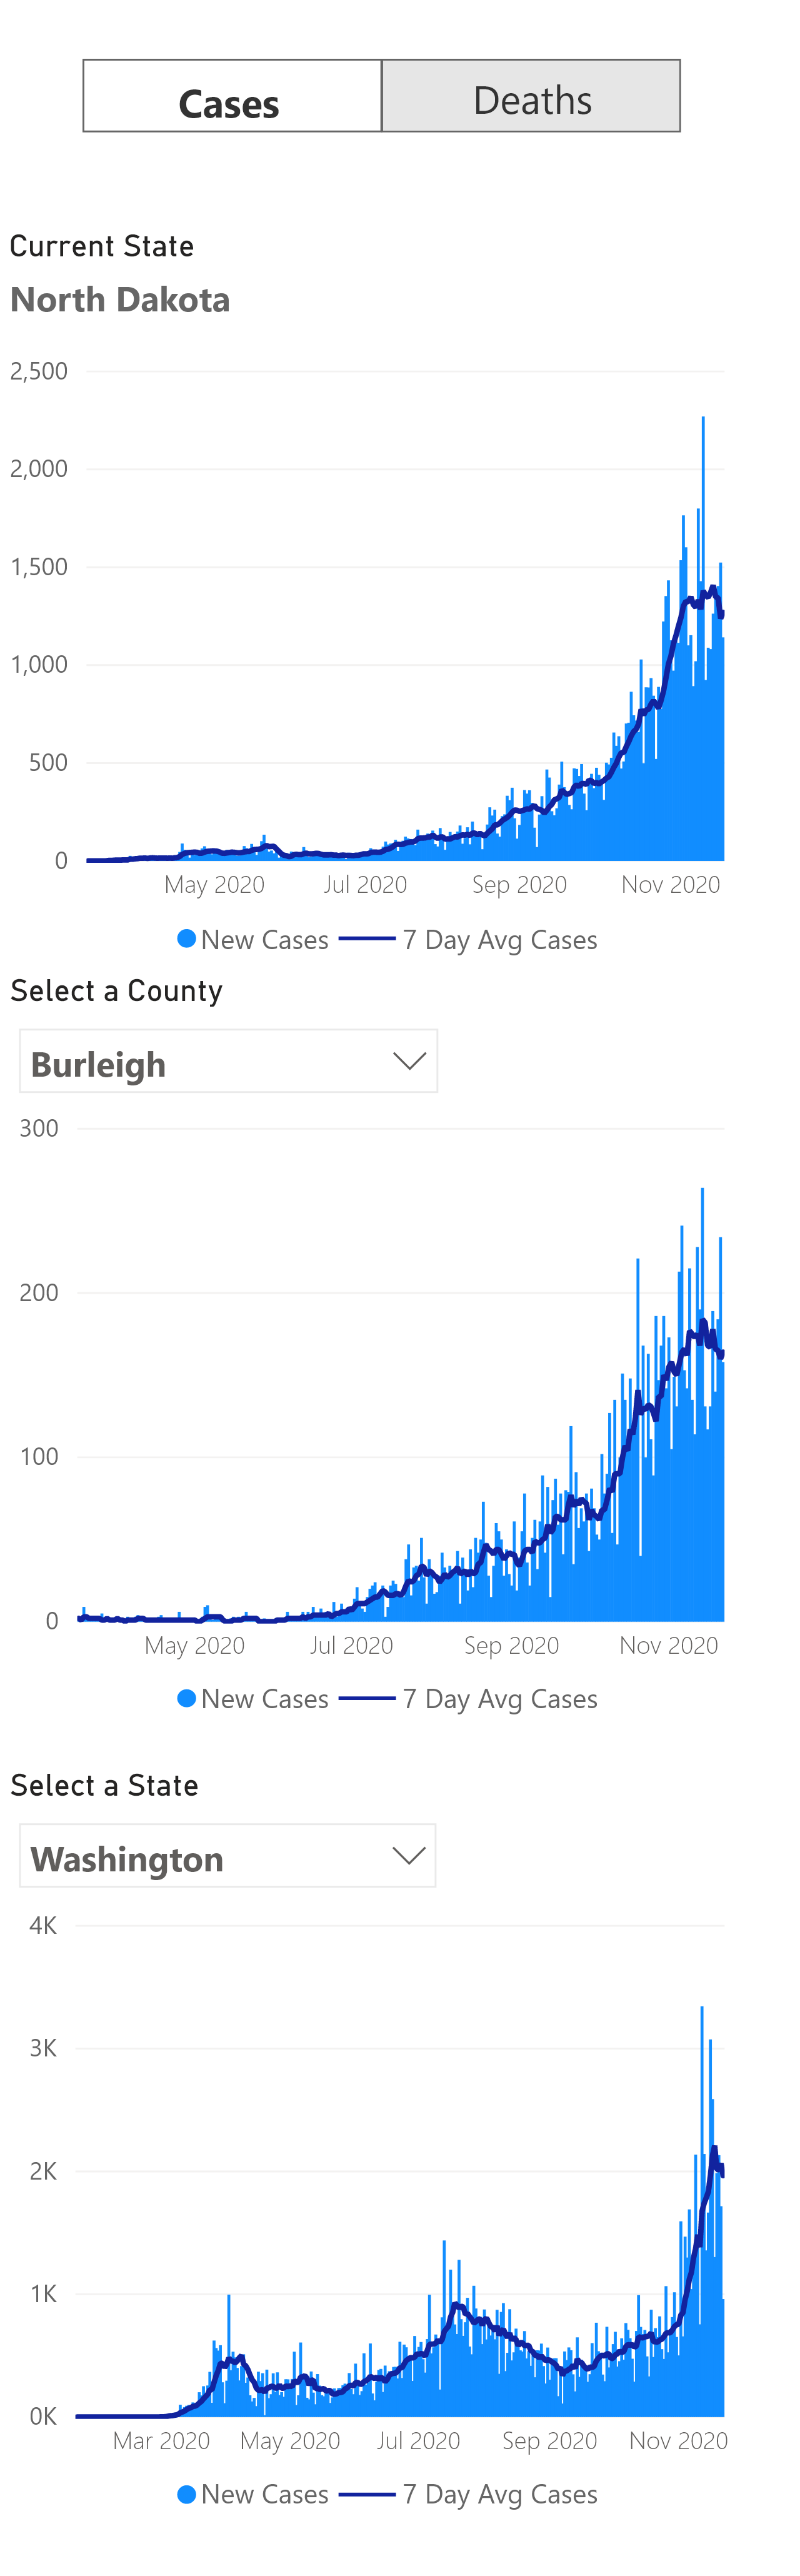 Cases Deaths
Current State
North Dakota
2,500
2,000
1,500
1,000
500
0
May 2020 Jul 2020 Sep 2020 Nov 2020
New Cases 7 Day Avg Cases
Select a County
Burleigh
300
200
100
0
May 2020 Jul 2020 Sep 2020 Nov 2020
New Cases 7 Day Avg Cases
Select a State
Washington
4K
3K
2K
1K
0K
Mar 2020 May 2020 Jul 2020 Sep 2020 Nov 2020
New Cases 7 Day Avg Cases